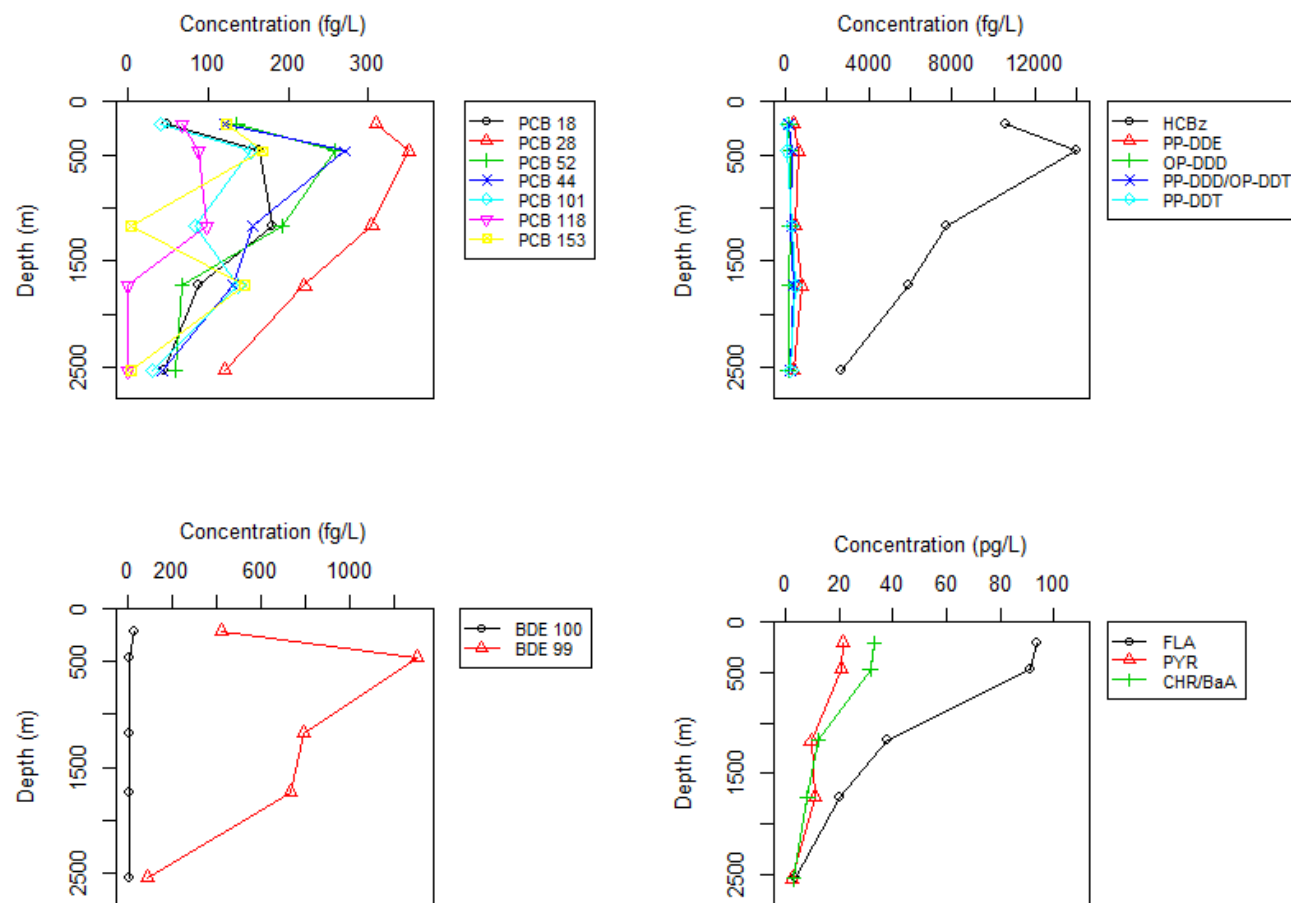 Concentration (fg/L)
0 100 200 300
Depth (m)
0
500
1500
2500
PCB 18
PCB 28
PCB 52
PCB 44
PCB 101
PCB 118
PCB 153
Concentration (fg/L)
0 4000 8000 12000
Depth (m)
0
500
1500
2500
HCBz
PP-DDE
OP-DDD
PP-DDD/OP-DDT
PP-DDT
Concentration (fg/L)
0 200 600 1000
Depth (m)
0
500
1500
2500
BDE 100
BDE 99
Concentration (pg/L)
0 20 40 60 80 100
Depth (m)
0
500
1500
2500
FLA
PYR
CHR/BaA